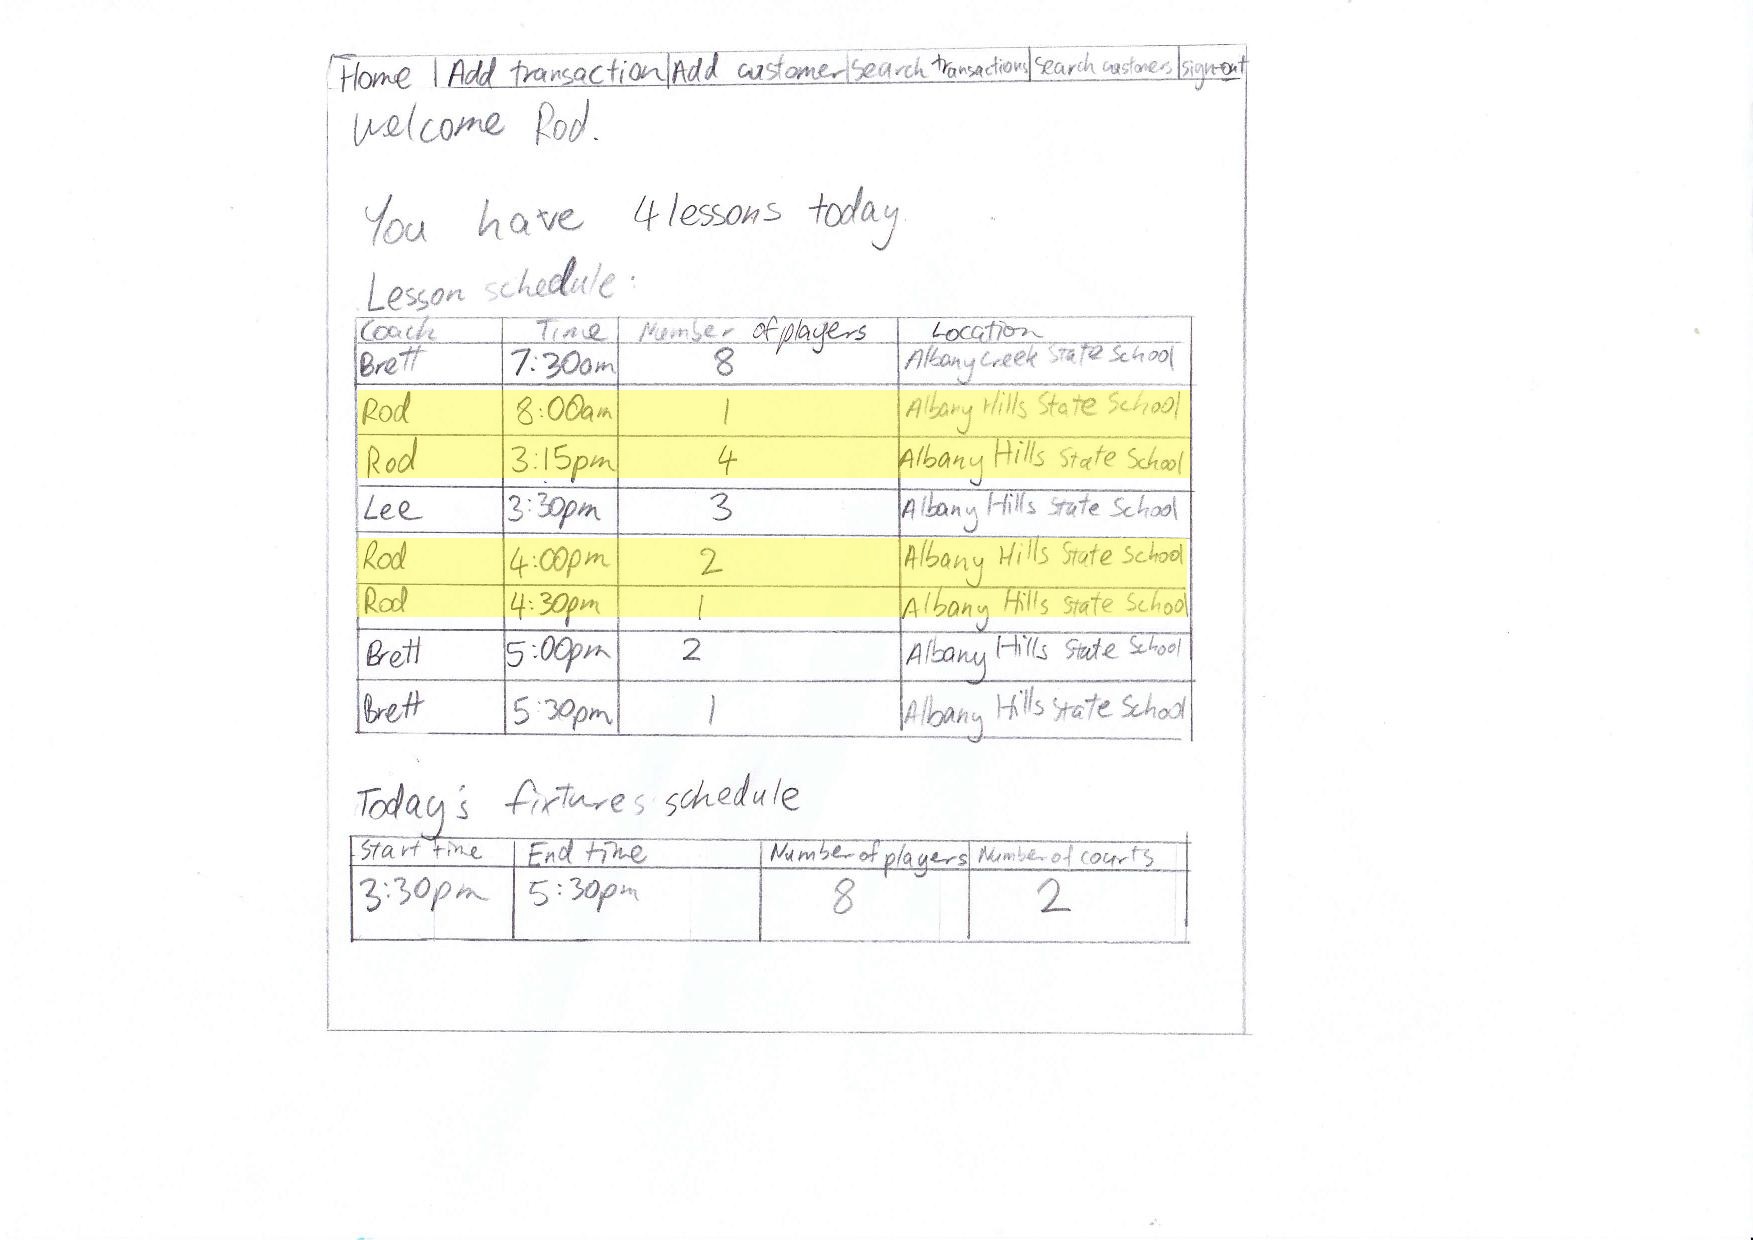 Home | Add transaction | Add customer | Search transactions | Search customers | sign-out
Welcome Rod.
You have 4 lessons today.
Lesson schedule:
Coach Time Number of players Location
Brett 7:30am 8 Albany Creek State School
Rod 8:00am 1 Albany Hills State School
Rod 3:15pm 4 Albany Hills State School
Lee 3:30pm 3 Albany Hills State School
Rod 4:00pm 2 Albany Hills State School
Rod 4:30pm 1 Albany Hills State School
Brett 5:00pm 2 Albany Hills State School
Brett 5:30pm 1 Albany Hills State School
Today's fixtures schedule
Start time End time Number of players Number of courts
3:30pm 5:30pm 8 2